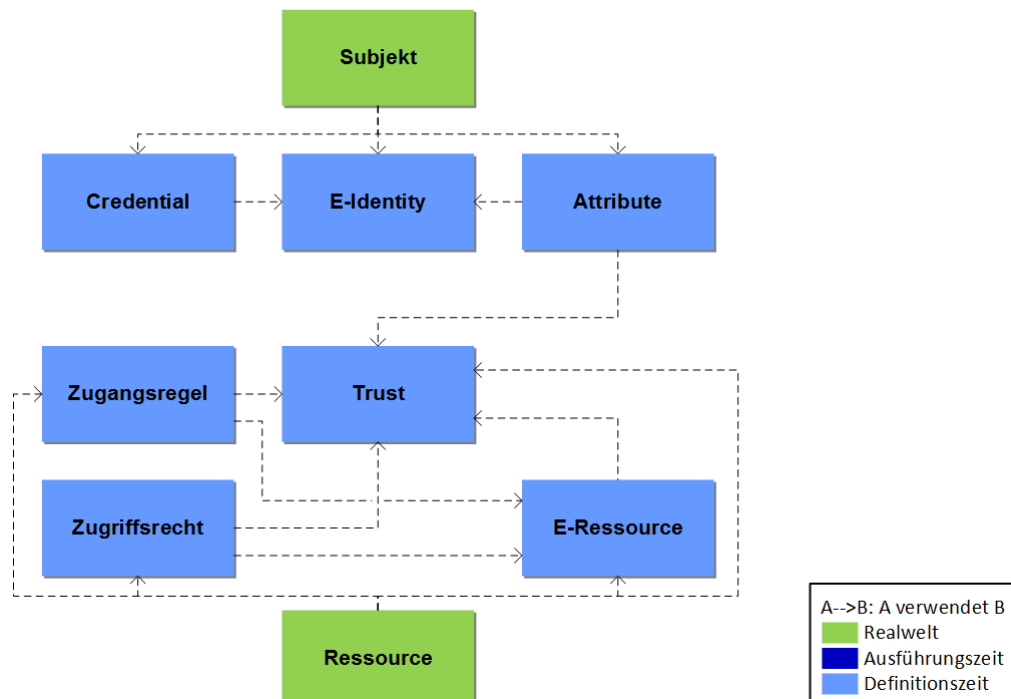 Subjekt
Credential
E-Identity
Attribute
Zugangsregel
Trust
Zugriffsrecht
E-Ressource
Ressource
A-->B: A verwendet B
Realwelt
Ausführungszeit
Definitionszeit